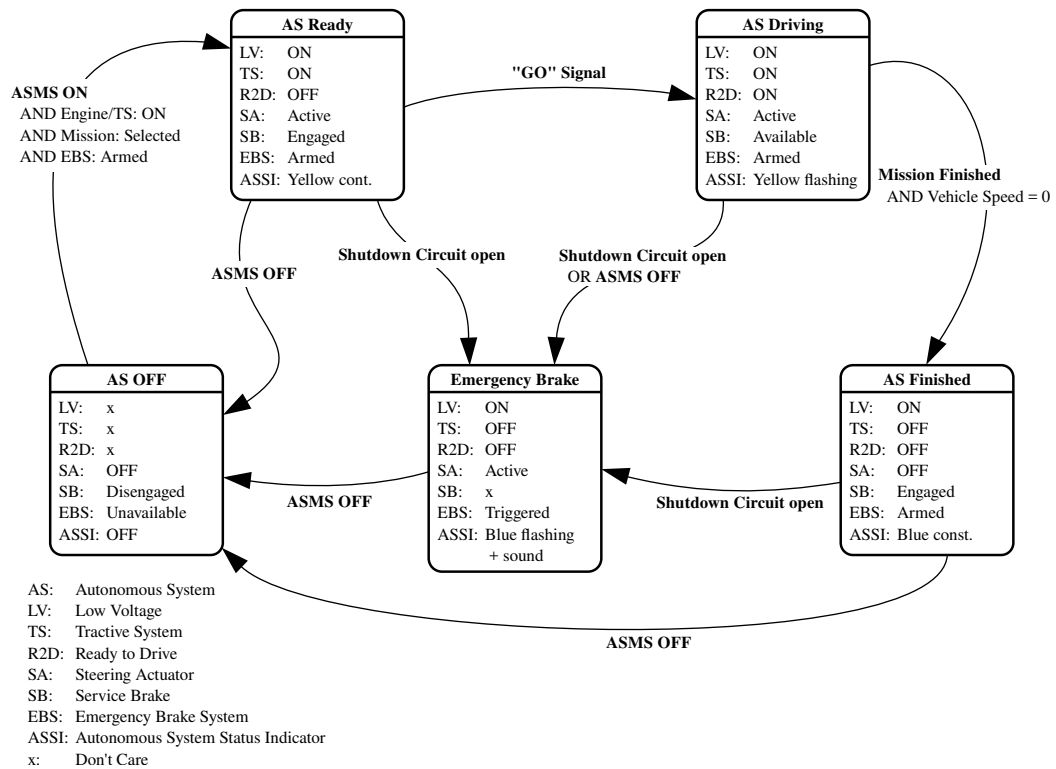 AS Ready
LV: ON
TS: ON
R2D: OFF
SA: Active
SB: Engaged
EBS: Armed
ASSI: Yellow cont.
AS Driving
LV: ON
TS: ON
R2D: ON
SA: Active
SB: Available
EBS: Armed
ASSI: Yellow flashing
"GO" Signal
ASMS ON
AND Engine/TS: ON
AND Mission: Selected
AND EBS: Armed
Mission Finished
AND Vehicle Speed = 0
ASMS OFF
Shutdown Circuit open
Shutdown Circuit open
OR ASMS OFF
AS OFF
LV: x
TS: x
R2D: x
SA: OFF
SB: Disengaged
EBS: Unavailable
ASSI: OFF
Emergency Brake
LV: ON
TS: OFF
R2D: OFF
SA: Active
SB: x
EBS: Triggered
ASSI: Blue flashing
+ sound
AS Finished
LV: ON
TS: OFF
R2D: OFF
SA: OFF
SB: Engaged
EBS: Armed
ASSI: Blue const.
ASMS OFF
Shutdown Circuit open
ASMS OFF
AS: Autonomous System
LV: Low Voltage
TS: Tractive System
R2D: Ready to Drive
SA: Steering Actuator
SB: Service Brake
EBS: Emergency Brake System
ASSI: Autonomous System Status Indicator
x: Don't Care